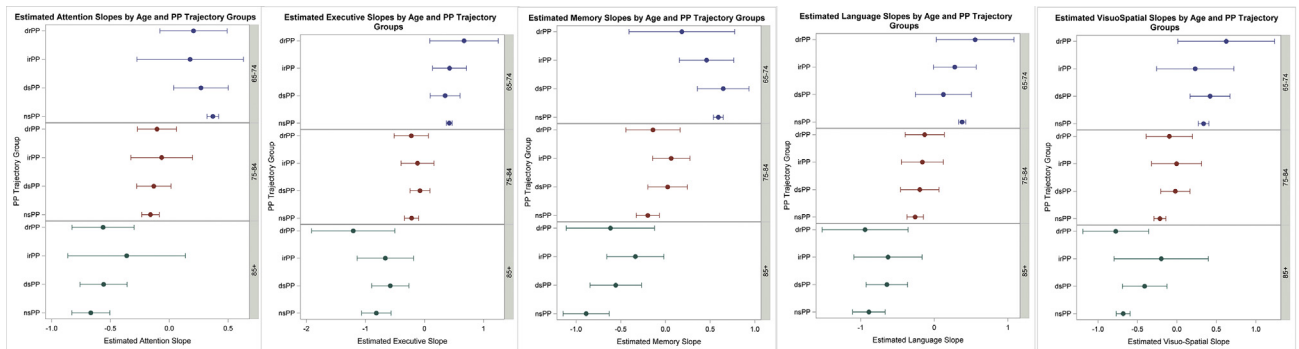 Estimated Attention Slopes by Age and PP Trajectory Groups
PP Trajectory Group
drPP
irPP
dsPP
nsPP
65-74
drPP
irPP
dsPP
nsPP
75-84
drPP
irPP
dsPP
nsPP
85+
-1.0 -0.5 0.0 0.5
Estimated Attention Slope
Estimated Executive Slopes by Age and PP Trajectory
Groups
PP Trajectory Group
drPP
irPP
dsPP
nsPP
65-74
drPP
irPP
dsPP
nsPP
75-84
drPP
irPP
dsPP
nsPP
85+
-2 -1 0 1
Estimated Executive Slope
Estimated Memory Slopes by Age and PP Trajectory Groups
PP Trajectory Group
drPP
irPP
dsPP
nsPP
65-74
drPP
irPP
dsPP
nsPP
75-84
drPP
irPP
dsPP
nsPP
85+
-1.0 -0.5 0.0 0.5 1.0
Estimated Memory Slope
Estimated Language Slopes by Age and PP Trajectory
Groups
PP Trajectory Group
drPP
irPP
dsPP
nsPP
65-74
drPP
irPP
dsPP
nsPP
75-84
drPP
irPP
dsPP
nsPP
85+
-1 0 1
Estimated Language Slope
Estimated VisuoSpatial Slopes by Age and PP Trajectory
Groups
PP Trajectory Group
drPP
irPP
dsPP
nsPP
65-74
drPP
irPP
dsPP
nsPP
75-84
drPP
irPP
dsPP
nsPP
85+
-1.0 -0.5 0.0 0.5 1.0
Estimated Visuo-Spatial Slope